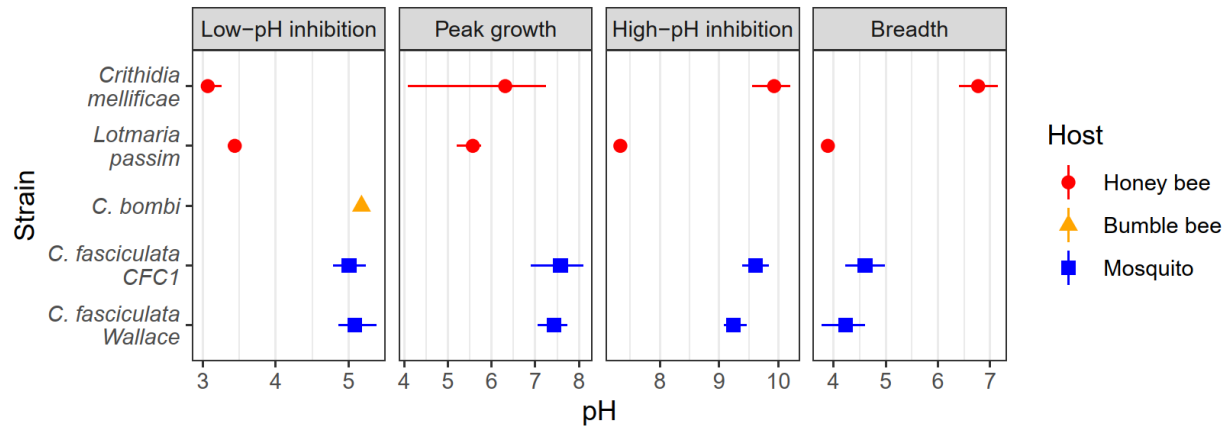 Low−pH inhibition
Peak growth
High−pH inhibition
Breadth
Strain
Crithidia
mellificae
Lotmaria
passim
C. bombi
C. fasciculata
CFC1
C. fasciculata
Wallace
3 4 5
4 5 6 7 8
8 9 10
4 5 6 7
pH
Host
Honey bee
Bumble bee
Mosquito